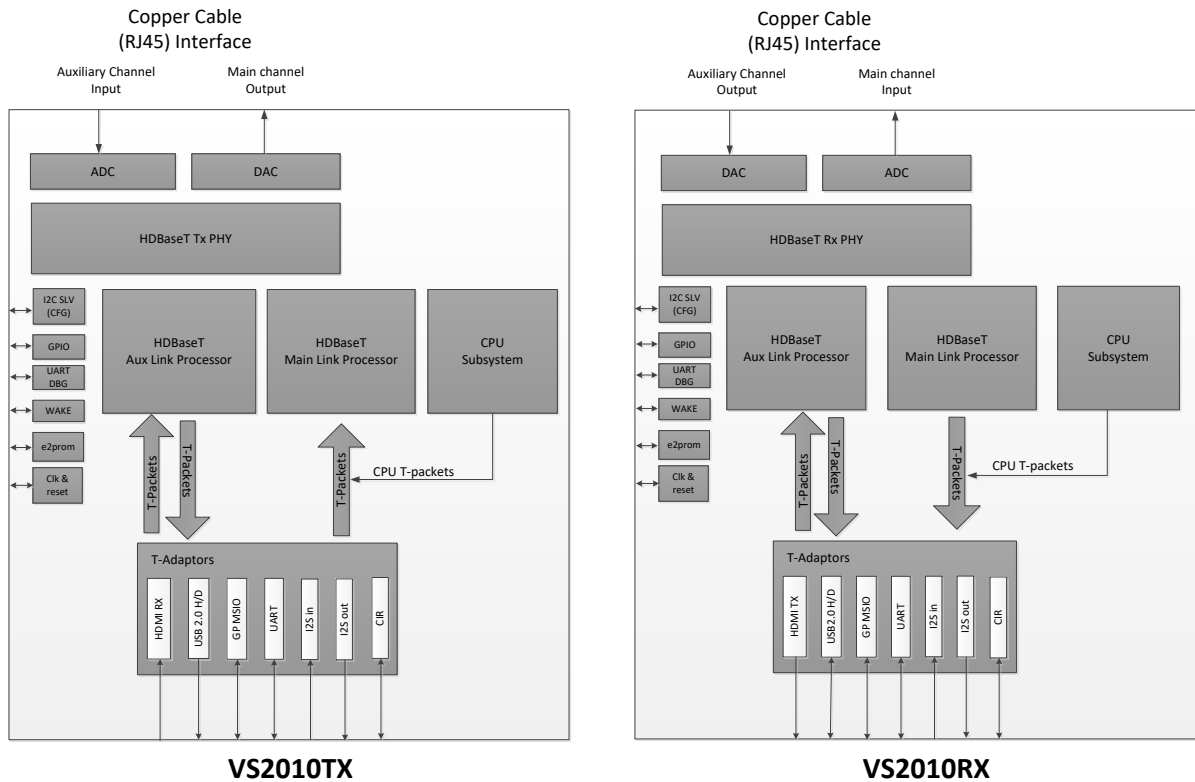 Copper Cable
(RJ45) Interface
Auxiliary Channel
Input
Main Channel
Output
ADC
DAC
HDBaseT Tx PHY
I2C SLV
(CFG)
GPIO
UART
DBG
WAKE
e2prom
Clk &
reset
HDBaseT
Aux Link Processor
HDBaseT
Main Link Processor
CPU
Subsystem
T-Packets
T-Packets
T-Packets
CPU T-packets
T-Adaptors
HDMI RX
USB 2.0 H/D
GP MSIO
UART
I2S in
I2S out
CIR
VS2010TX
Copper Cable
(RJ45) Interface
Auxiliary Channel
Output
Main channel
Input
DAC
ADC
HDBaseT Rx PHY
I2C SLV
(CFG)
GPIO
UART
DBG
WAKE
e2prom
Clk &
reset
HDBaseT
Aux Link Processor
HDBaseT
Main Link Processor
CPU
Subsystem
T-Packets
T-Packets
T-Packets
CPU T-packets
T-Adaptors
HDMI TX
USB 2.0 H/D
GP MSIO
UART
I2S in
I2S out
CIR
VS2010RX